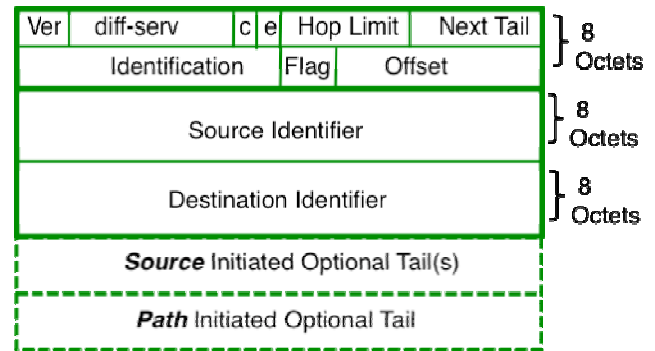 Ver diff-serv c e Hop Limit Next Tail
8
Octets
Identification Flag Offset
Source Identifier
8
Octets
Destination Identifier
8
Octets
Source Initiated Optional Tail(s)
Path Initiated Optional Tail